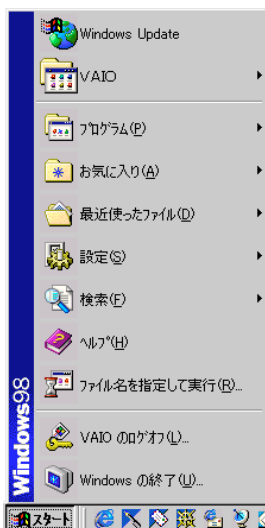 Windows Update
VAIO
プログラム(P)
お気に入り(A)
最近使ったファイル(D)
設定(S)
検索(F)
ヘルプ(H)
ファイル名を指定して実行(R)...
VAIO のログオフ(L)...
Windows の終了(U)...
Windows98
スタート